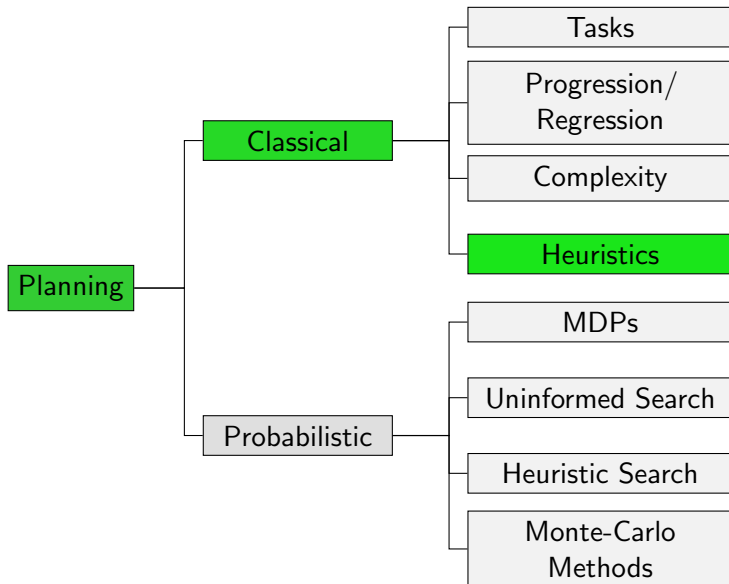 Tasks
Progression/
Regression
Classical
Complexity
Heuristics
Planning
MDPs
Uninformed Search
Probabilistic
Heuristic Search
Monte-Carlo
Methods